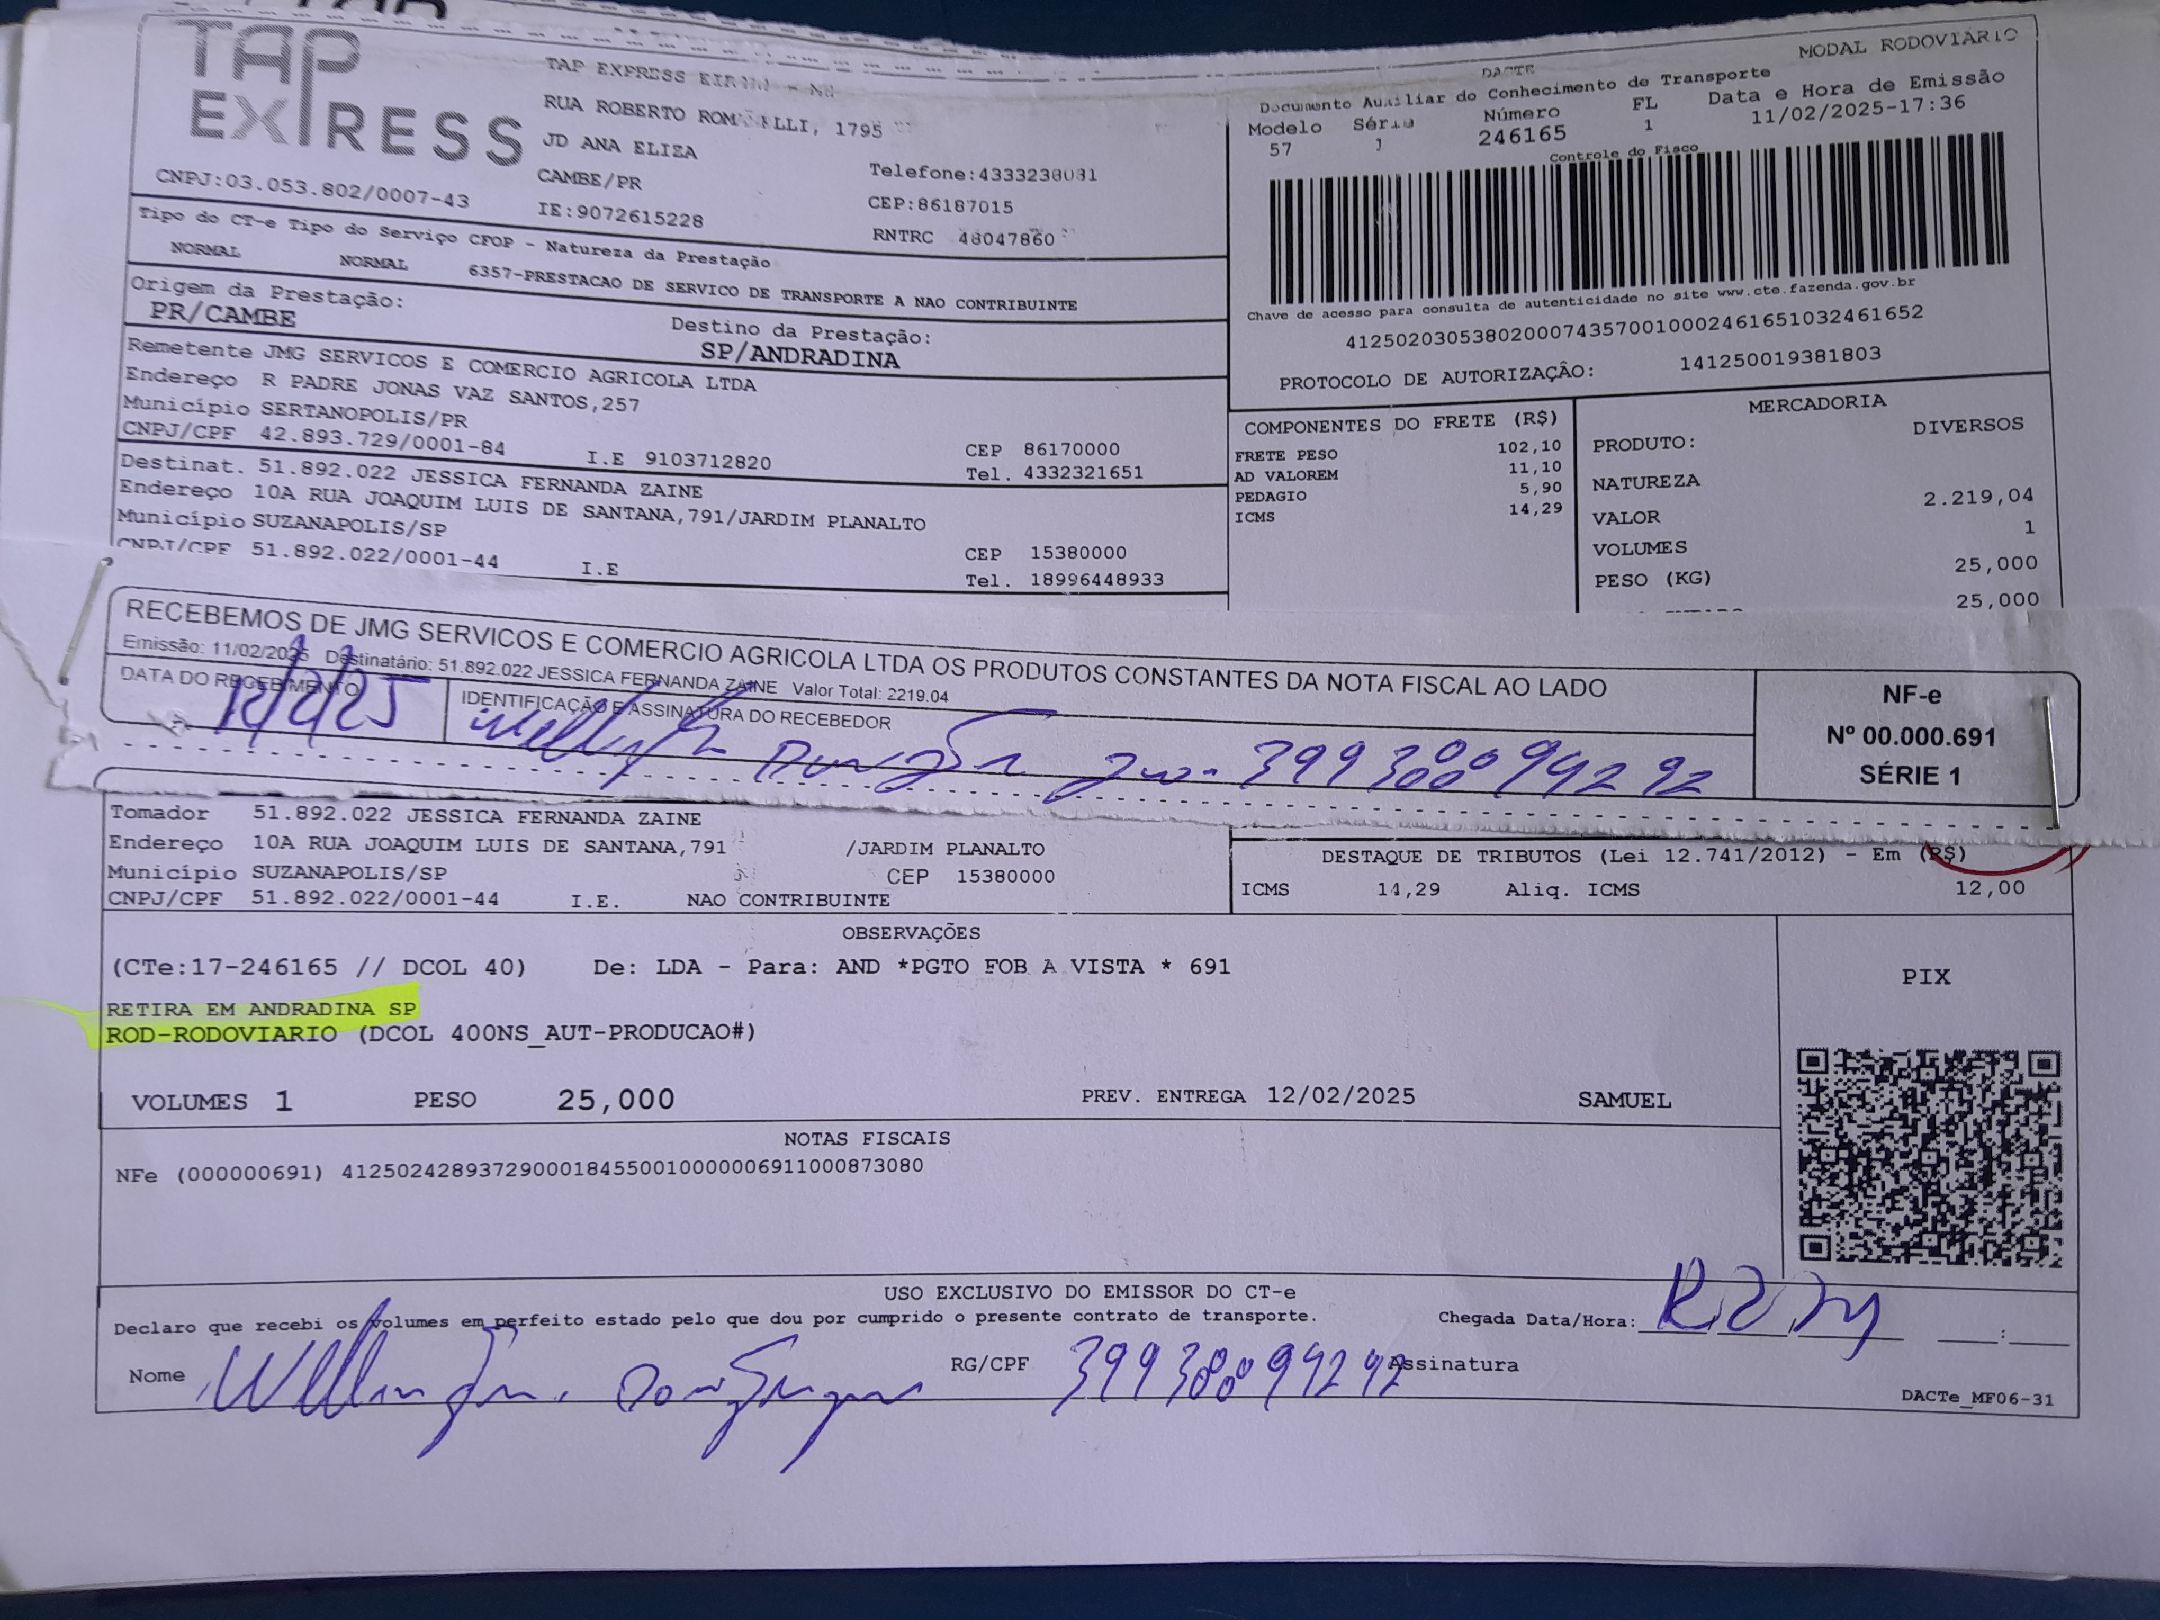 TAP
EXPRESS
TAP EXPRESS
RUA ROBERTO ROM
ELLI, 1795
JD ANA ELIZA
CAMBE/PR
Telefone:4333238081
CNPJ:03.053.802/0007-43
IE:9072615228
CEP:86187015
RNTRC 48047860
MODAL RODOVIÁRIO
DACTE
Documento Auxiliar do Conhecimento de Transporte
Modelo Série Número FL Data e Hora de Emissão
57 1 246165 1 11/02/2025-17:36
Controle do Fisco
Chave de acesso para consulta de autenticidade no site www.cte.fazenda.gov.br
41250203053802000743570010002461651032461652
PROTOCOLO DE AUTORIZAÇÃO: 141250019381803
Tipo do CT-e Tipo do Serviço CFOP - Natureza da Prestação
NORMAL NORMAL 6357-PRESTACAO DE SERVICO DE TRANSPORTE A NAO CONTRIBUINTE
Origem da Prestação: Destino da Prestação:
PR/CAMBE SP/ANDRADINA
Remetente JMG SERVICOS E COMERCIO AGRICOLA LTDA
Endereço R PADRE JONAS VAZ SANTOS,257
Município SERTANOPOLIS/PR CEP 86170000
CNPJ/CPF 42.893.729/0001-84 I.E 9103712820 Tel. 4332321651
Destinat. 51.892.022 JESSICA FERNANDA ZAINE
Endereço 10A RUA JOAQUIM LUIS DE SANTANA,791/JARDIM PLANALTO
Município SUZANAPOLIS/SP CEP 15380000
CNPJ/CPF 51.892.022/0001-44 I.E Tel. 18996448933
COMPONENTES DO FRETE (R$)
FRETE PESO 102,10
AD VALOREM 11,10
PEDAGIO 5,90
ICMS 14,29
MERCADORIA
PRODUTO: DIVERSOS
NATUREZA
VALOR 2.219,04
VOLUMES 1
PESO (KG) 25,000
25,000
RECEBEMOS DE JMG SERVICOS E COMERCIO AGRICOLA LTDA OS PRODUTOS CONSTANTES DA NOTA FISCAL AO LADO
Emissão: 11/02/2025 Destinatário: 51.892.022 JESSICA FERNANDA ZAINE Valor Total: 2219.04
DATA DO RECEBIMENTO IDENTIFICAÇÃO E ASSINATURA DO RECEBEDOR
12/2/25
NF-e
Nº 00.000.691
SÉRIE 1
Tomador 51.892.022 JESSICA FERNANDA ZAINE
Endereço 10A RUA JOAQUIM LUIS DE SANTANA,791 /JARDIM PLANALTO
Município SUZANAPOLIS/SP CEP 15380000
CNPJ/CPF 51.892.022/0001-44 I.E. NAO CONTRIBUINTE
DESTAQUE DE TRIBUTOS (Lei 12.741/2012) - Em (R$)
ICMS 14,29 Aliq. ICMS 12,00
OBSERVAÇÕES
(CTe:17-246165 // DCOL 40) De: LDA - Para: AND *PGTO FOB A VISTA * 691
RETIRA EM ANDRADINA SP
ROD-RODOVIARIO (DCOL 400NS_AUT-PRODUCAO#)
PIX
VOLUMES 1 PESO 25,000 PREV. ENTREGA 12/02/2025 SAMUEL
NOTAS FISCAIS
NFe (000000691) 41250242893729000184550010000006911000873080
USO EXCLUSIVO DO EMISSOR DO CT-e
Declaro que recebi os volumes em perfeito estado pelo que dou por cumprido o presente contrato de transporte. Chegada Data/Hora:
Nome RG/CPF Assinatura
DACTe_MF06-31